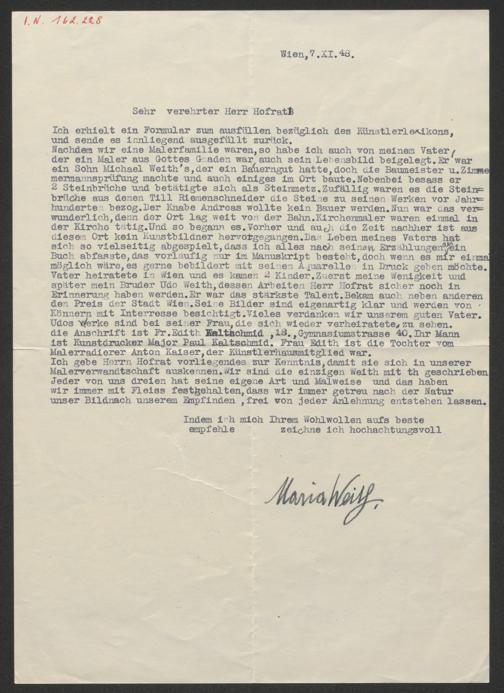 I.N. 162.228
Wien,7.XI.48.
Sehr verehrter Herr Hofrat!
Ich erhielt ein Formular zum ausfüllen bezüglich des Künstlerlexikons,
und sende es innliegend ausgefüllt zurück.
Nachdem wir eine Malerfamilie waren,so habe ich auch von meinem Vater,
der ein Maler aus Gottes Gnaden war,auch sein Lebensbild beigelegt.Er war
ein Sohn Michael Weith's,der ein Bauerngut hatte,doch die Baumeister u.Zimme
mermannsprüfung machte und auch einiges im Ort baute.Nebenbei besass er
2 Steinbrüche und betätigte sich als Steinmetz.Zufällig waren es die Stein=
brüche aus denen Till Riemenschneider die Steine zu seinen Werken vor Jahr=
hunderten bezog.Der Knabe Andreas wollte kein Bauer werden.Nun war das ver=
wunderlich,denn der Ort lag weit von der Bahn.Kirchenmaler waren einmal in
der Kirche tätig.Und so begann es.Vorher und auch die Zeit nachher ist aus
diesem Ort kein Kunstbildner hervorgegangen.Das Leben meines Vaters hat
sich so vielseitig abgespielt,dass ich alles nach seinen Erzählungen ein
Buch abfasste,das vorläufig nur im Manuskript besteht,doch wenn es mir einmal
möglich wäre,es gerne bebildert mit seinen Aquarellen in Druck geben möchte.
Vater heiratete in Wien und es kamen 2 Kinder.Zuerst meine Wenigkeit und
später mein Bruder Udo Weith,dessen Arbeiten Herr Hofrat sicher noch in
Erinnerung haben werden.Er war das stärkste Talent.Bekam auch neben anderen
den Preis der Stadt Wien.Seine Bilder sind eigenartig klar und werden von
Könnern mit Interresse besichtigt.Vieles verdanken wir unserem guten Vater.
Udos Werke sind bei seiner Frau,die sich wieder verheiratete,zu sehen.
die Anschrift ist Fr.Edith Kaltschmid ,18.,Gymnasiumstrasse 40.Ihr Mann
ist Kunstdrucker Major Paul Kaltschmid. Frau Edith ist die Tochter vom
Malerradierer Anton Kaiser,der Künstlerhausmitglied war.
Ich gebe Herrn Hofrat vorliegendes zur Kenntnis,damit sie sich in unserer
Malerverwandtschaft auskennen.Wir sind die einzigen Weith mit th geschrieben
Jeder von uns dreien hat seine eigene Art und Malweise und das haben
wir immer mit Fleiss festgehalten,dass wir immer getreu nach der Natur
unser Bildnach unserem Empfinden ,frei von jeder Anlehnung entstehen lassen.
Indem ich mich Ihrem Wohlwollen aufs beste
empfehle zeichne ich hochachtungsvoll
Maria Weith.